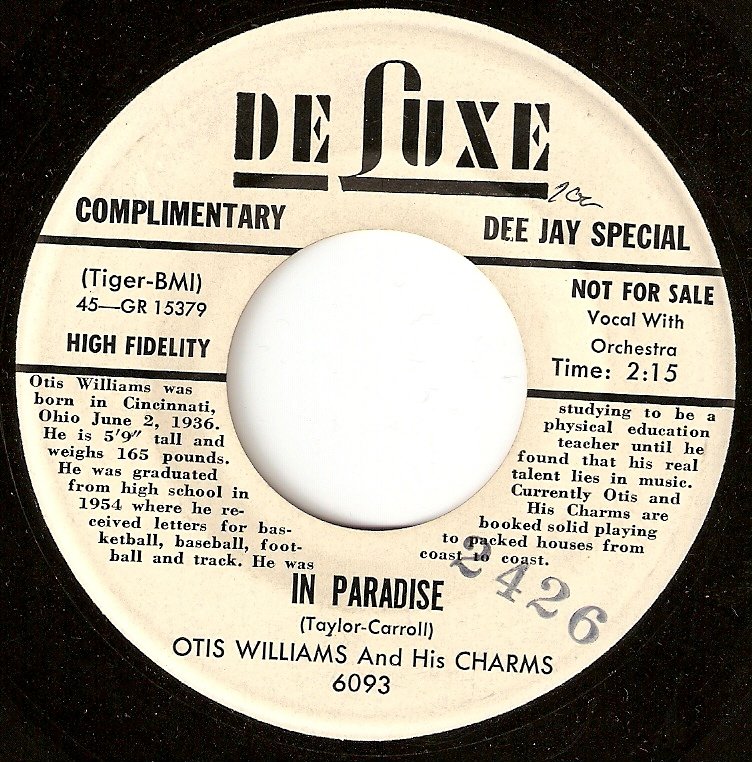 DE LUXE
COMPLIMENTARY
DEE JAY SPECIAL
(Tiger-BMI)
45—GR 15379
HIGH FIDELITY
NOT FOR SALE
Vocal With
Orchestra
Time: 2:15
Otis Williams was
born in Cincinnati,
Ohio June 2, 1936.
He is 5'9" tall and
weighs 165 pounds.
He was graduated
from high school in
1954 where he re-
ceived letters for bas-
ketball, baseball, foot-
ball and track. He was
studying to be a
physical education
teacher until he
found that his real
talent lies in music.
Currently Otis and
His Charms are
booked solid playing
to packed houses from
coast to coast.
2426
IN PARADISE
(Taylor-Carroll)
OTIS WILLIAMS And His CHARMS
6093